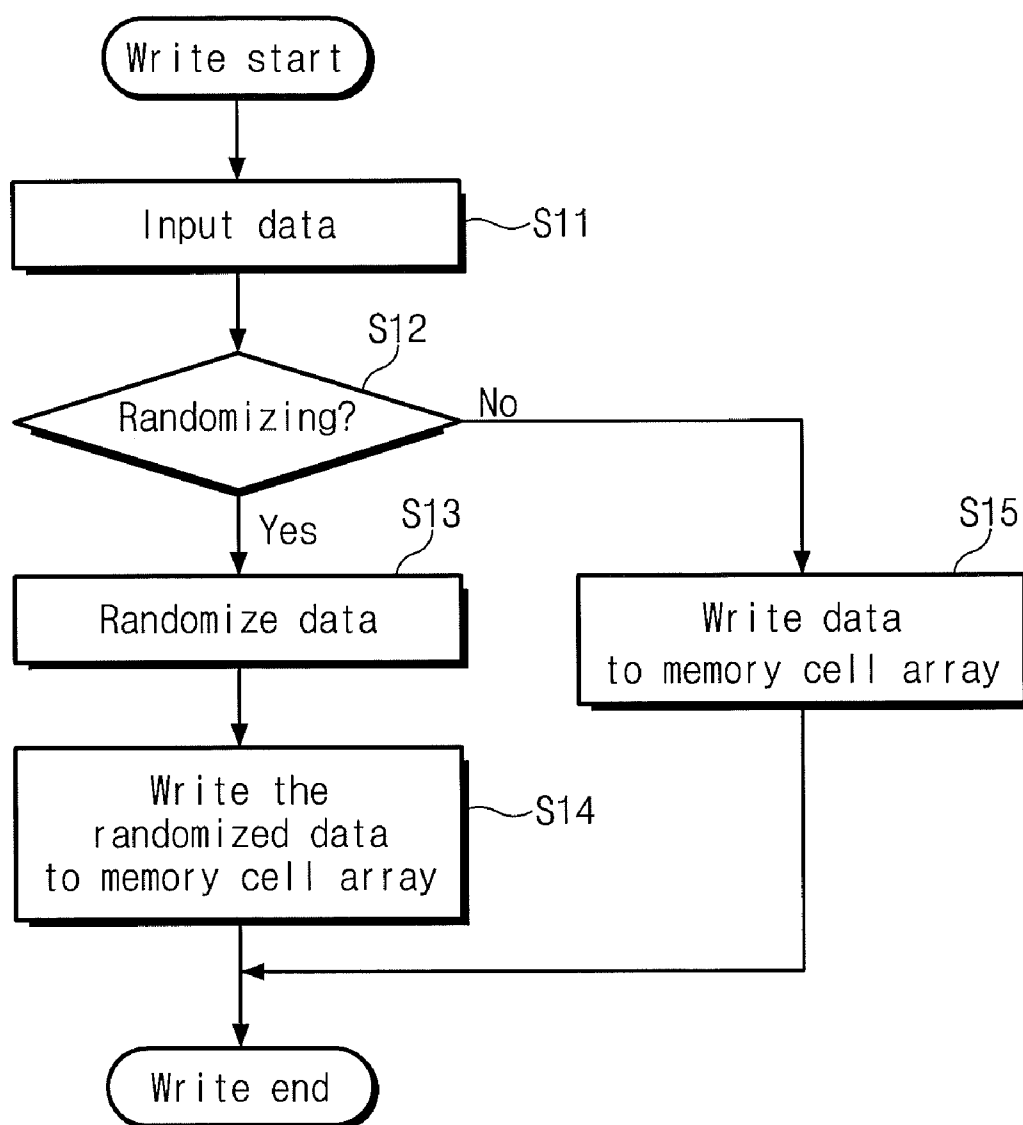 Write start
Input data
S11
S12
Randomizing?
No
Yes
S13
S15
Randomize data
Write data
to memory cell array
Write the
randomized data
to memory cell array
S14
Write end